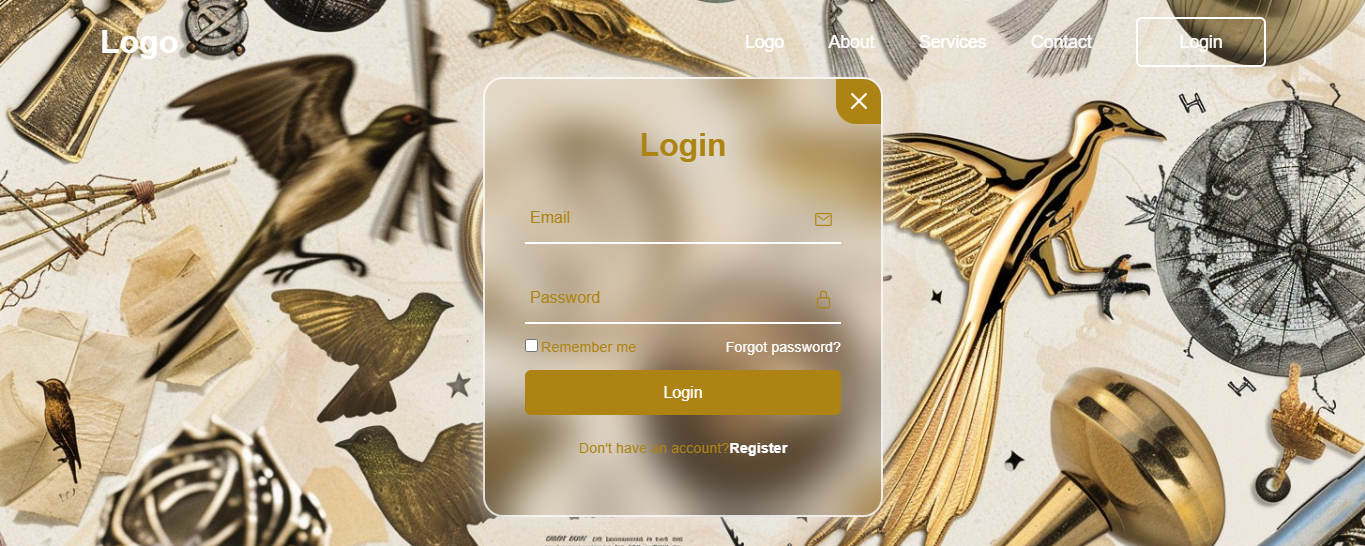 Logo
Logo About Services Contact Login
Login
Email
Password
Remember me Forgot password?
Login
Don't have an account?Register